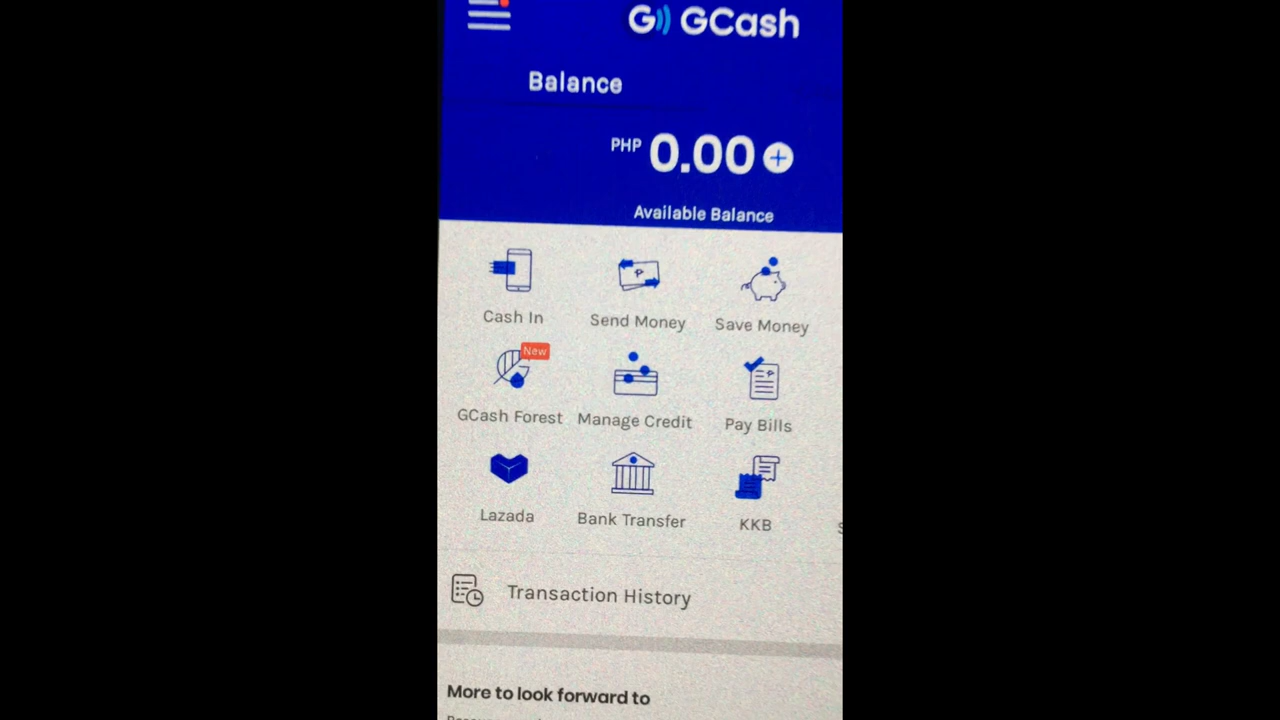 GCash
Balance
PHP 0.00
Available Balance
Cash In
Send Money
Save Money
New
GCash Forest
Manage Credit
Pay Bills
Lazada
Bank Transfer
KKB
Transaction History
More to look forward to